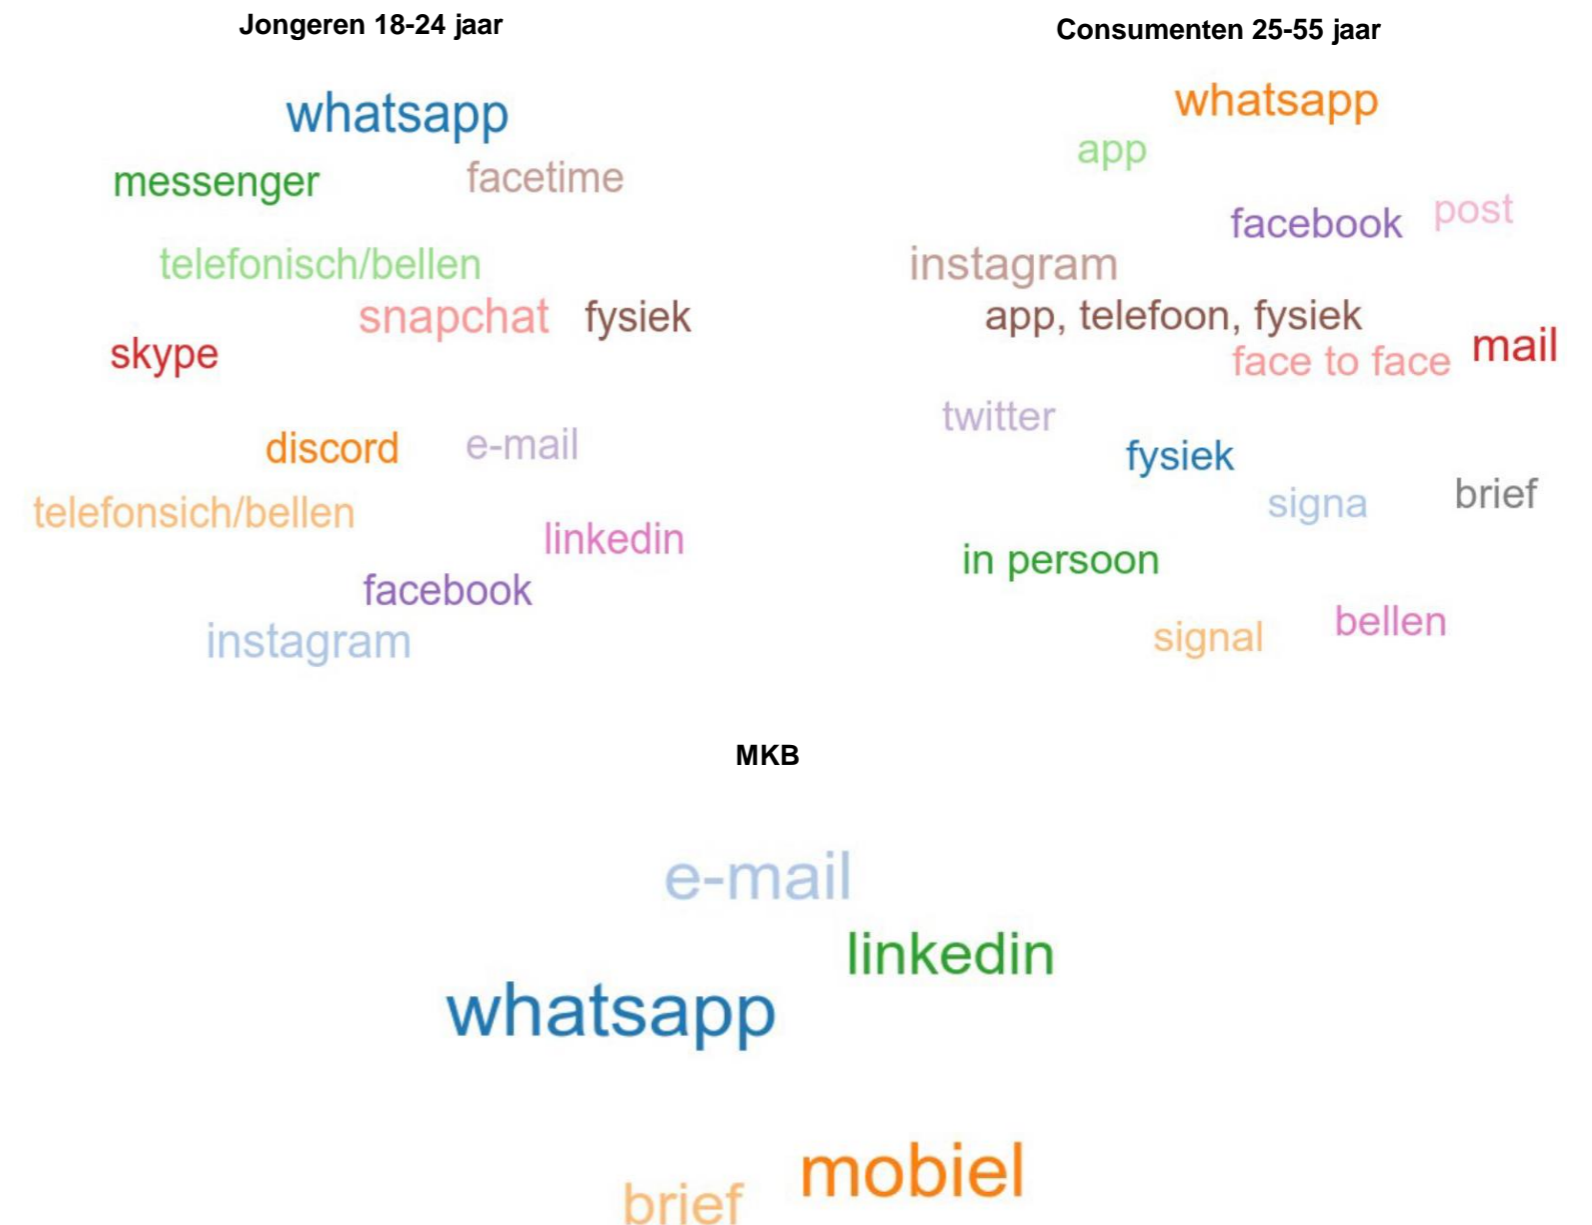 Jongeren 18-24 jaar
whatsapp
messenger
facetime
telefonisch/bellen
snapchat
fysiek
skype
discord
e-mail
telefonsich/bellen
linkedin
facebook
instagram
Consumenten 25-55 jaar
whatsapp
app
facebook
post
instagram
app, telefoon, fysiek
mail
face to face
twitter
fysiek
signa
brief
in persoon
signal
bellen
MKB
e-mail
linkedin
whatsapp
mobiel
brief